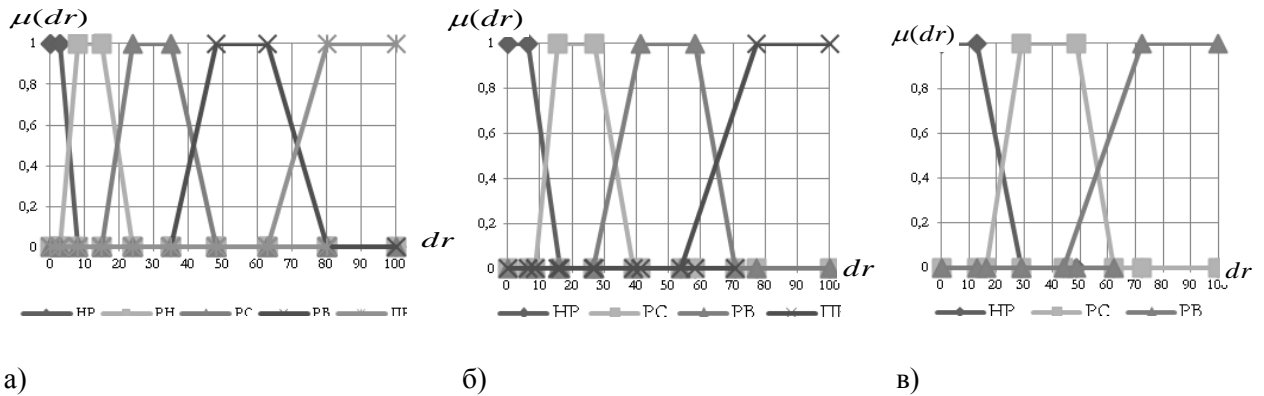 μ(dr) μ(dr) μ(dr)
1 1 1
0,8 0,8 0,8
0,6 0,6 0,6
0,4 0,4 0,4
0,2 0,2 0,2
0 0 0
dr dr dr
0 10 20 30 40 50 60 70 80 90 100
0 10 20 30 40 50 60 70 80 90 100
0 10 20 30 40 50 60 70 80 90
НР РН РС РВ ПР
НР РС РВ ПР
НР РС РВ
а) б) в)